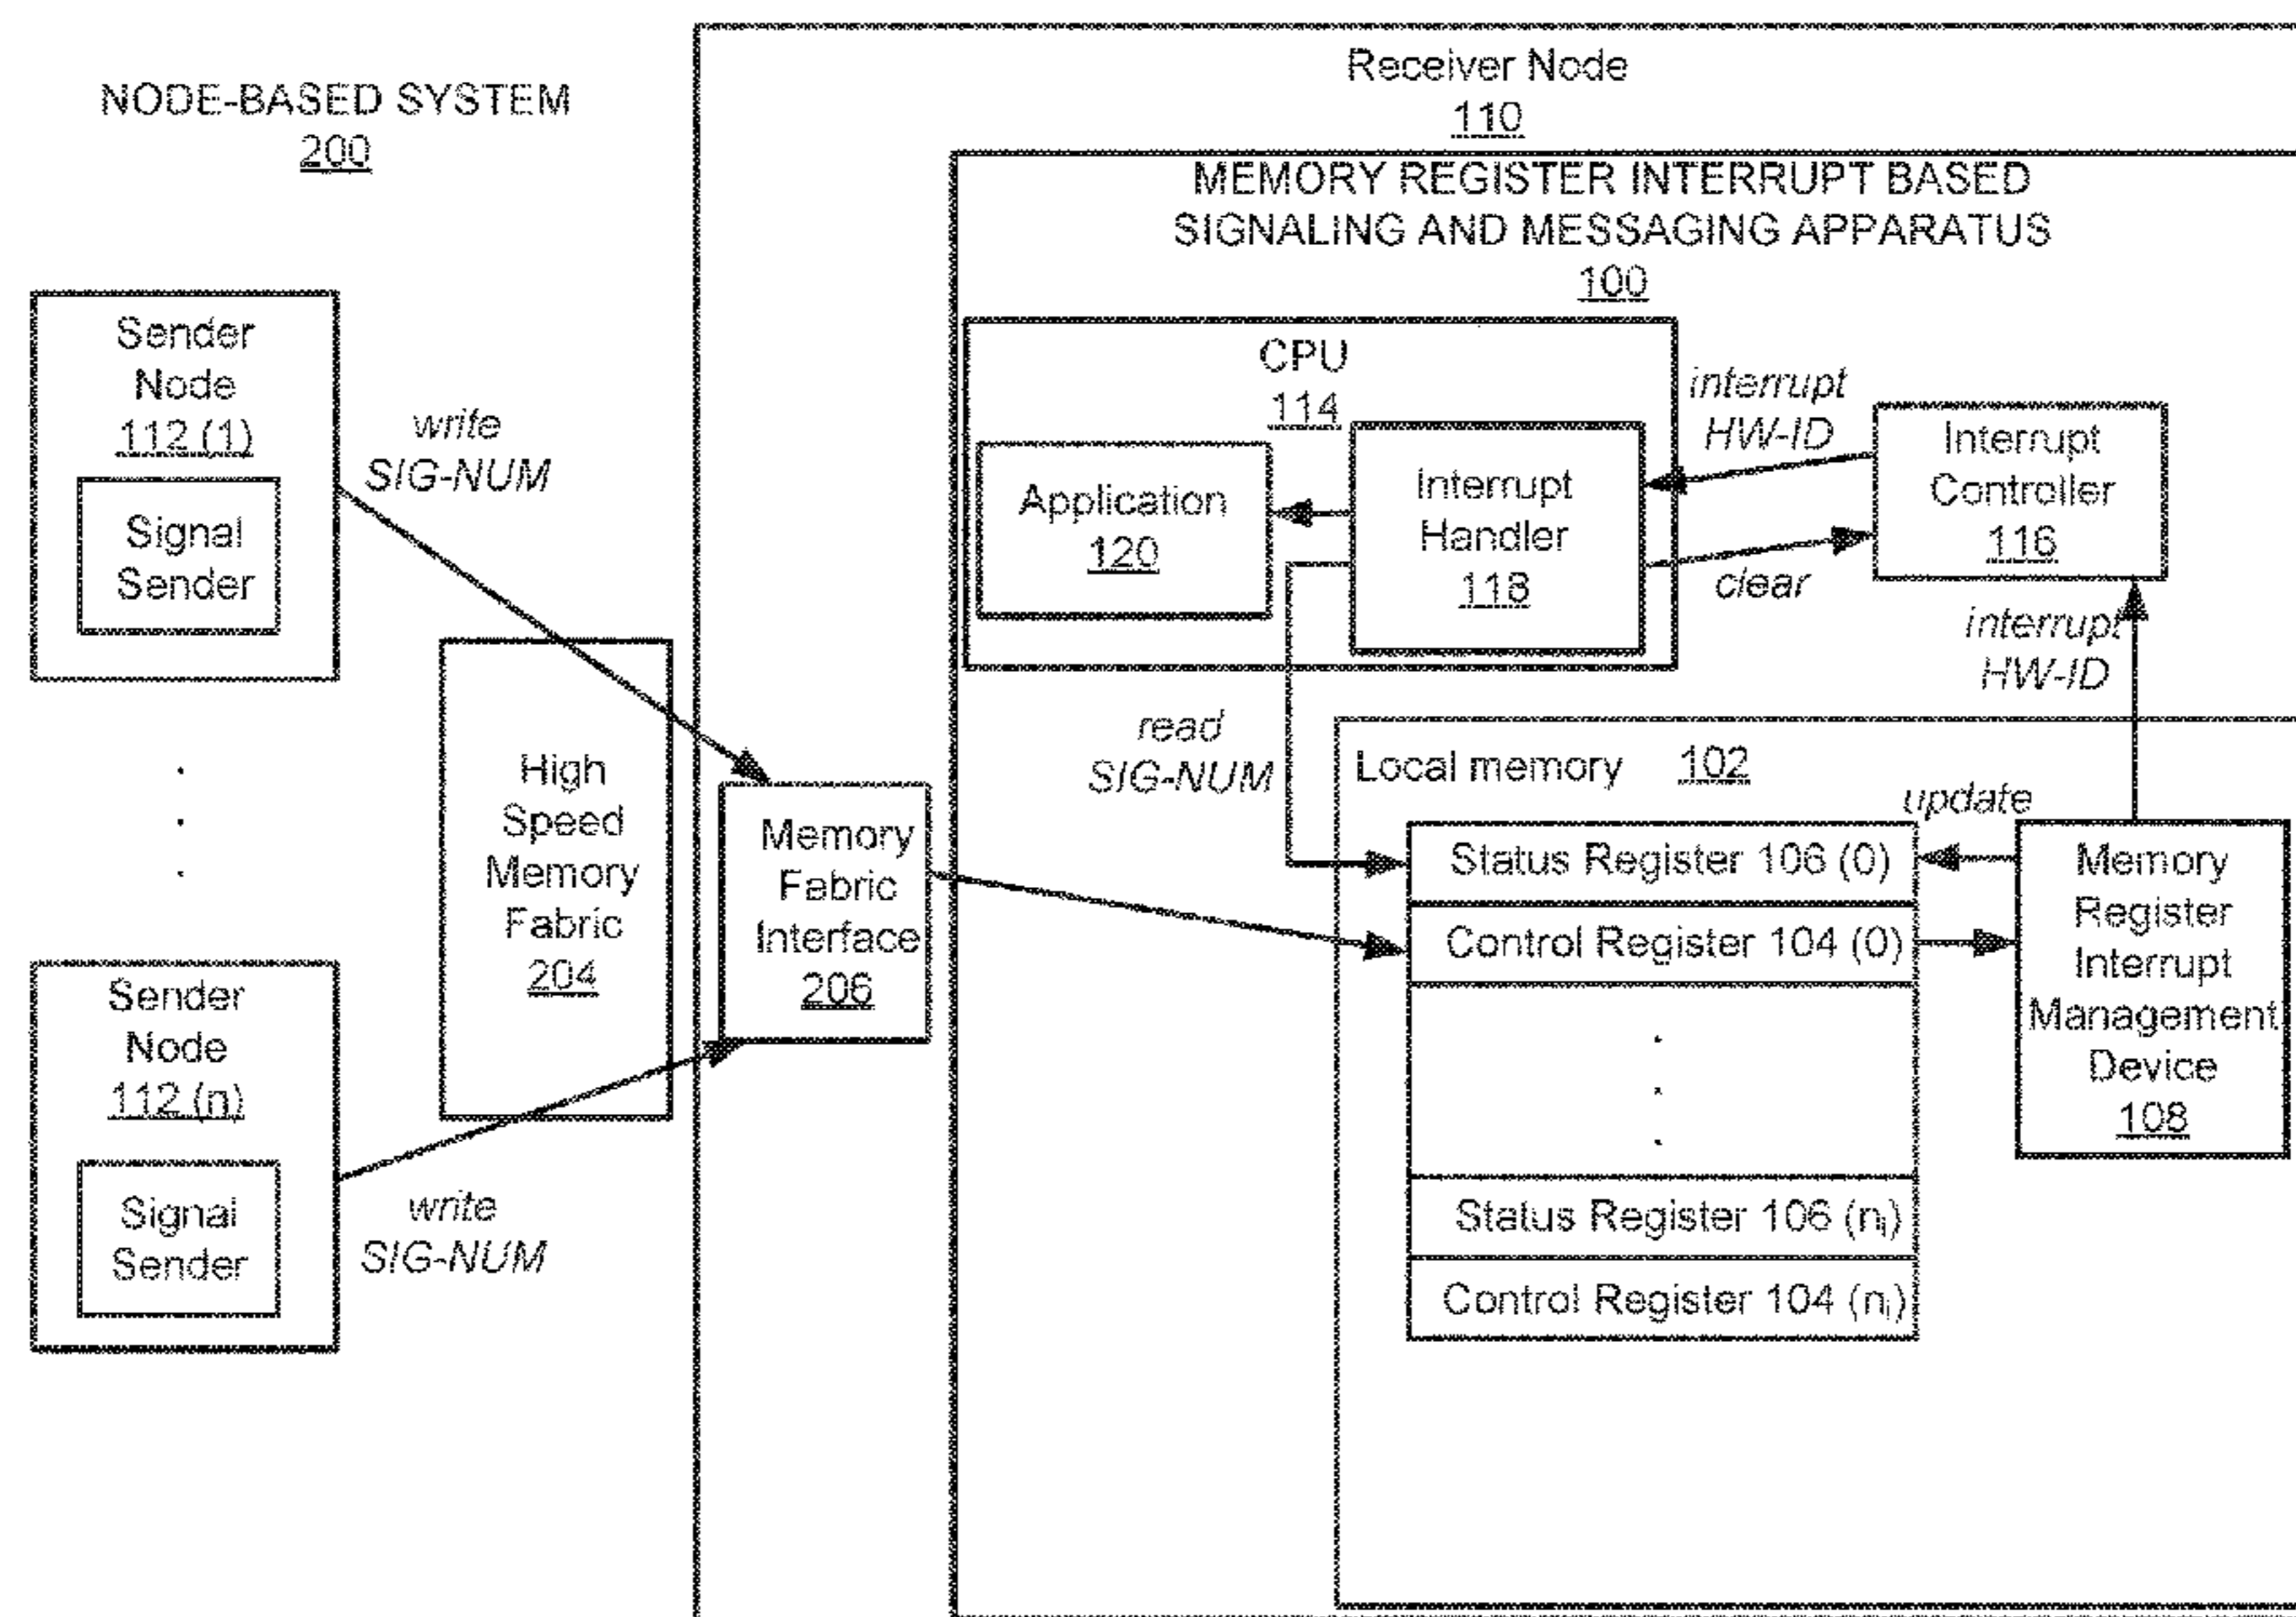 NODE-BASED SYSTEM
200
Receiver Node
110
MEMORY REGISTER INTERRUPT BASED
SIGNALING AND MESSAGING APPARATUS
100
Sender
Node
112 (1)
Signal
Sender
write
SIG-NUM
CPU
114
Application
120
Interrupt
Handler
118
interrupt
HW-ID
clear
Interrupt
Controller
116
interrupt
HW-ID
High
Speed
Memory
Fabric
204
Memory
Fabric
Interface
206
read
SIG-NUM
Local memory 102
update
Status Register 106 (0)
Control Register 104 (0)
Status Register 106 (nᵢ)
Control Register 104 (nᵢ)
Memory
Register
Interrupt
Management
Device
108
Sender
Node
112 (n)
Signal
Sender
write
SIG-NUM